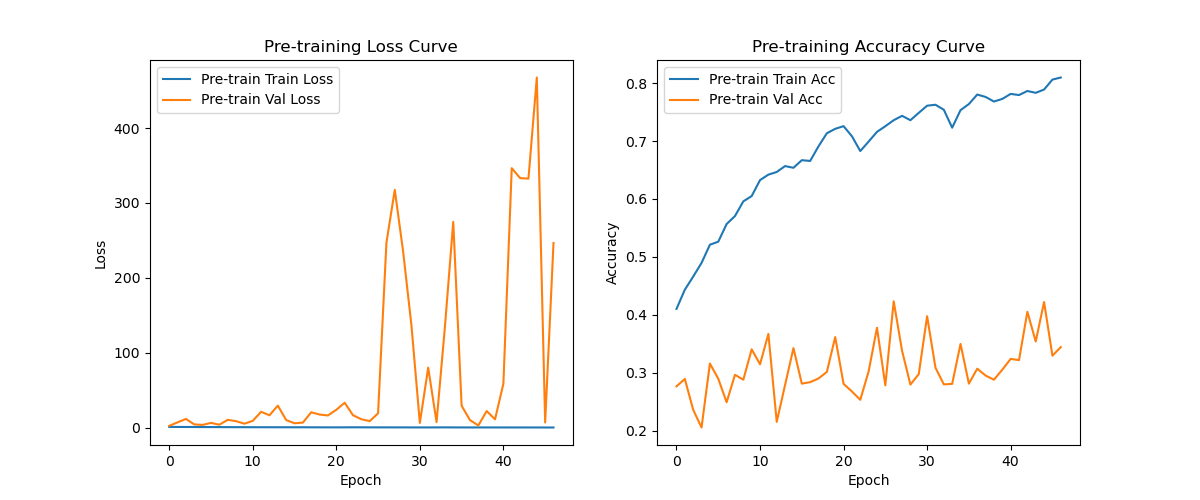 Pre-training Loss Curve
Pre-train Train Loss
Pre-train Val Loss
Loss
400
300
200
100
0
0 10 20 30 40
Epoch
Pre-training Accuracy Curve
Pre-train Train Acc
Pre-train Val Acc
Accuracy
0.8
0.7
0.6
0.5
0.4
0.3
0.2
0 10 20 30 40
Epoch